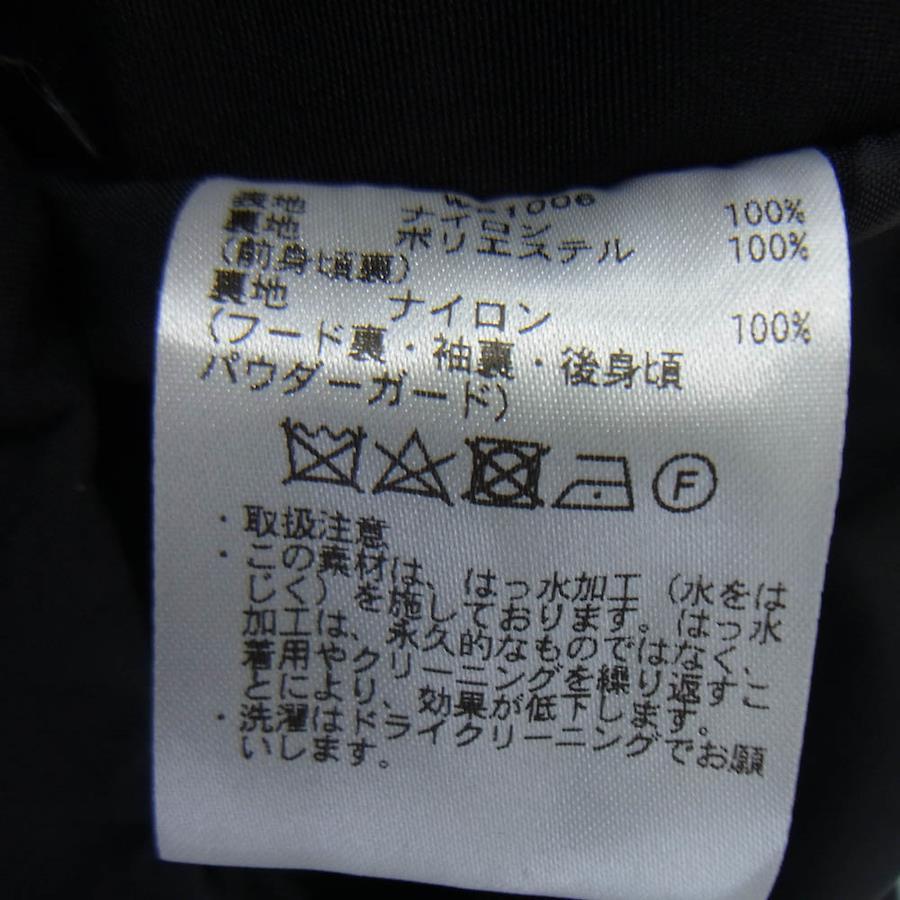 W-1006
表地 ナイロン 100%
裏地 ポリエステル 100%
(前身頃裏)
裏地 ナイロン 100%
(フード裏・袖裏・後身頃
パウダーガード)
F
・取扱注意
・この素材は、はっ水加工(水をは
じく)を施しております。はっ水
加工は、永久的なものではなく、
着用やクリーニングを繰り返すこ
とにより、効果が低下します。
・洗濯はドライクリーニングでお願
いします。